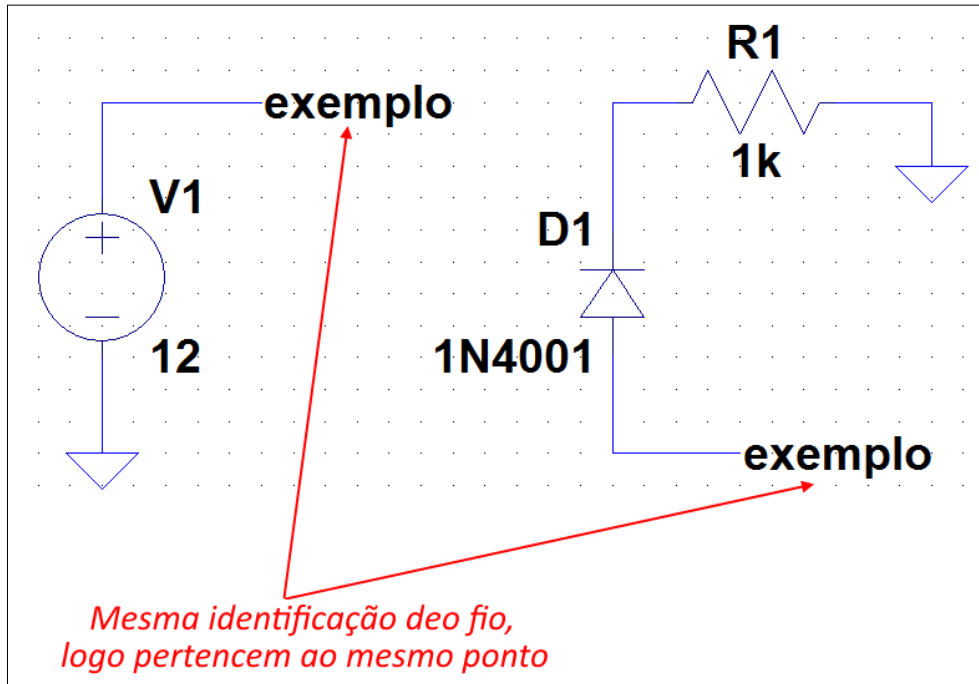 R1
exemplo
1k
V1
D1
12
1N4001
exemplo
Mesma identificação deo fio,
logo pertencem ao mesmo ponto